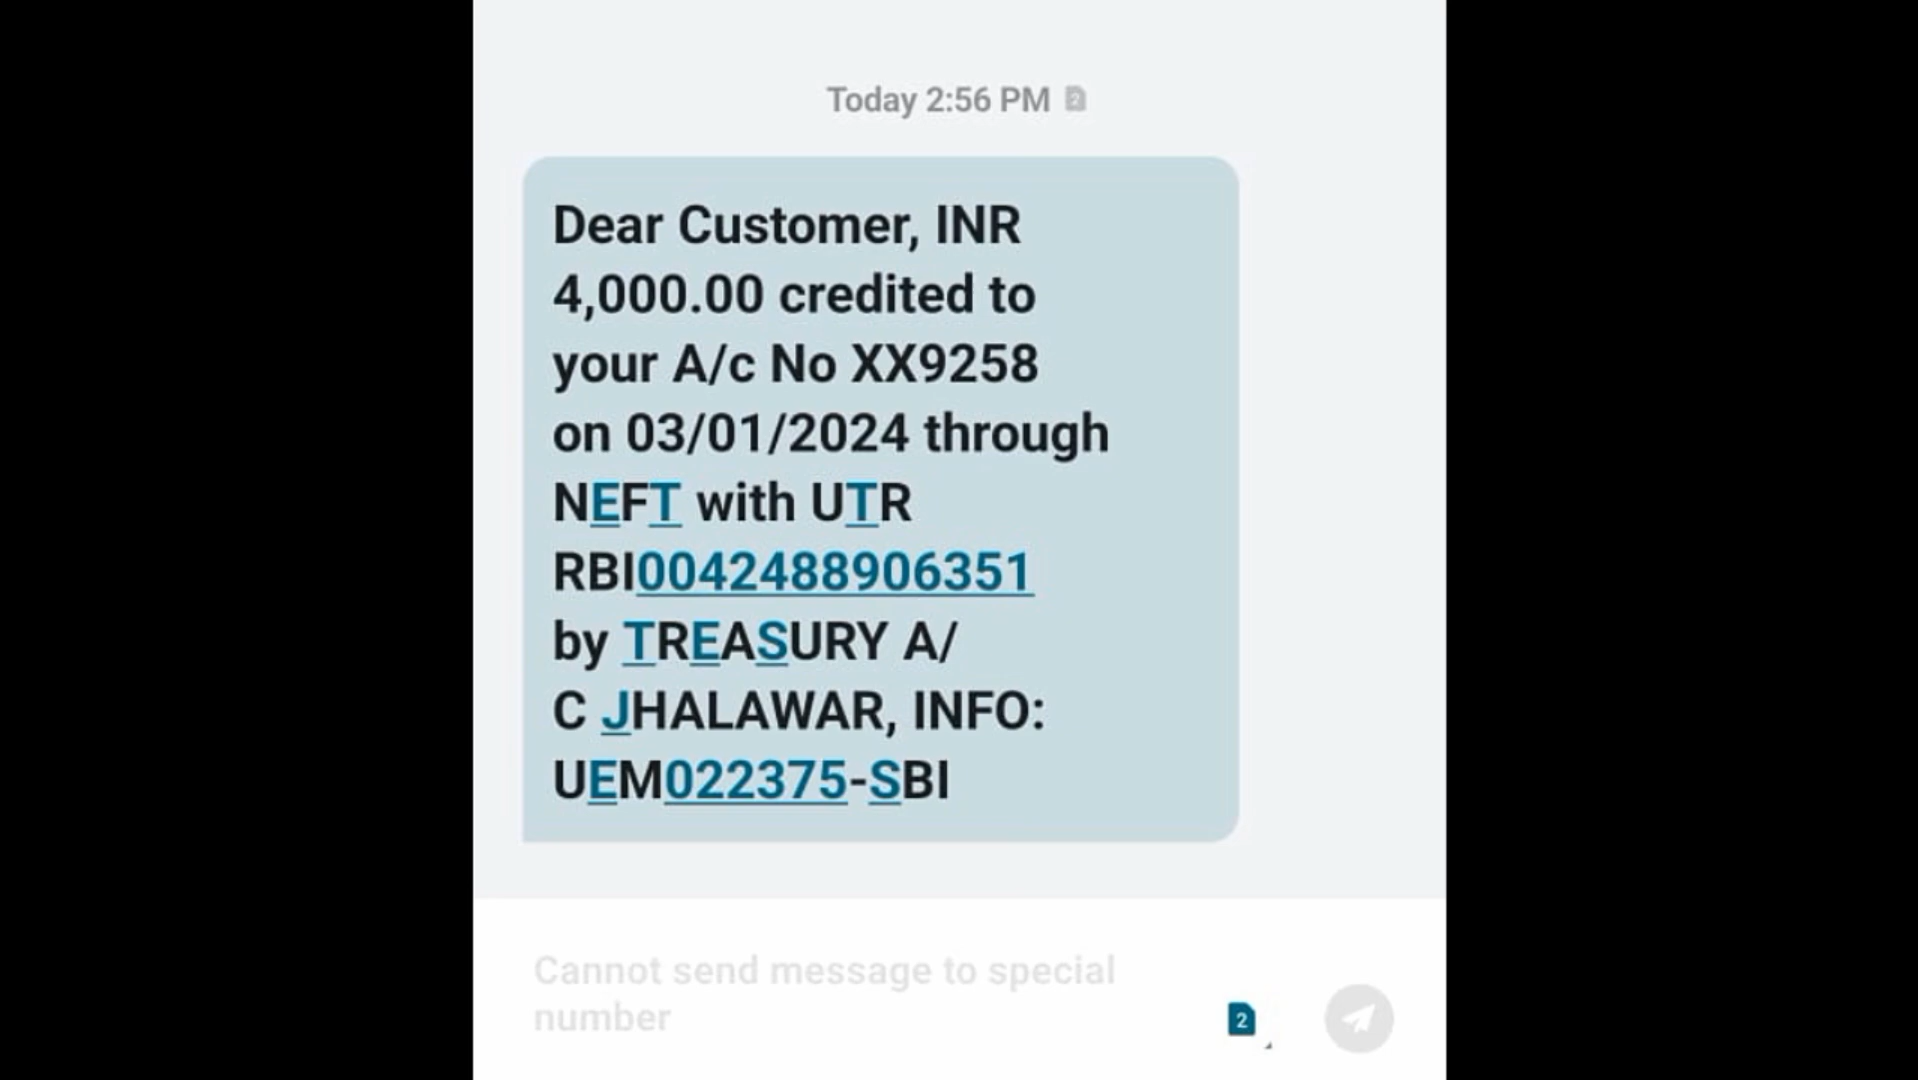 Today 2:56 PM 2
Dear Customer, INR
4,000.00 credited to
your A/c No XX9258
on 03/01/2024 through
NEFT with UTR
RBI0042488906351
by TREASURY A/
C JHALAWAR, INFO:
UEM022375-SBI
Cannot send message to special
number
2